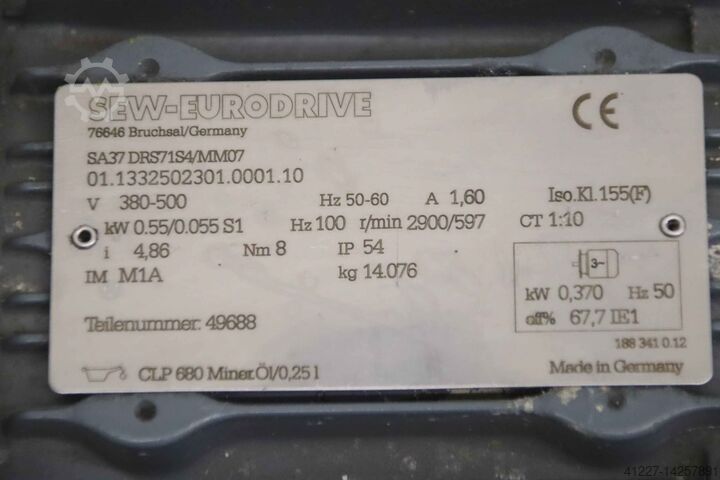 SEW-EURODRIVE
76646 Bruchsal/Germany
CE
SA37 DRS71S4/MM07
01.1332502301.0001.10
V 380-500 Hz 50-60 A 1,60 Iso.Kl.155(F)
kW 0.55/0.055 S1 Hz 100 r/min 2900/597 CT 1:10
i 4,86 Nm 8 IP 54
IM M1A kg 14.076
3~
kW 0,370 Hz 50
eff% 67,7 IE1
Teilenummer: 49688
188 341 0.12
CLP 680 Miner.Öl/0,25 l Made in Germany
41227-14257891